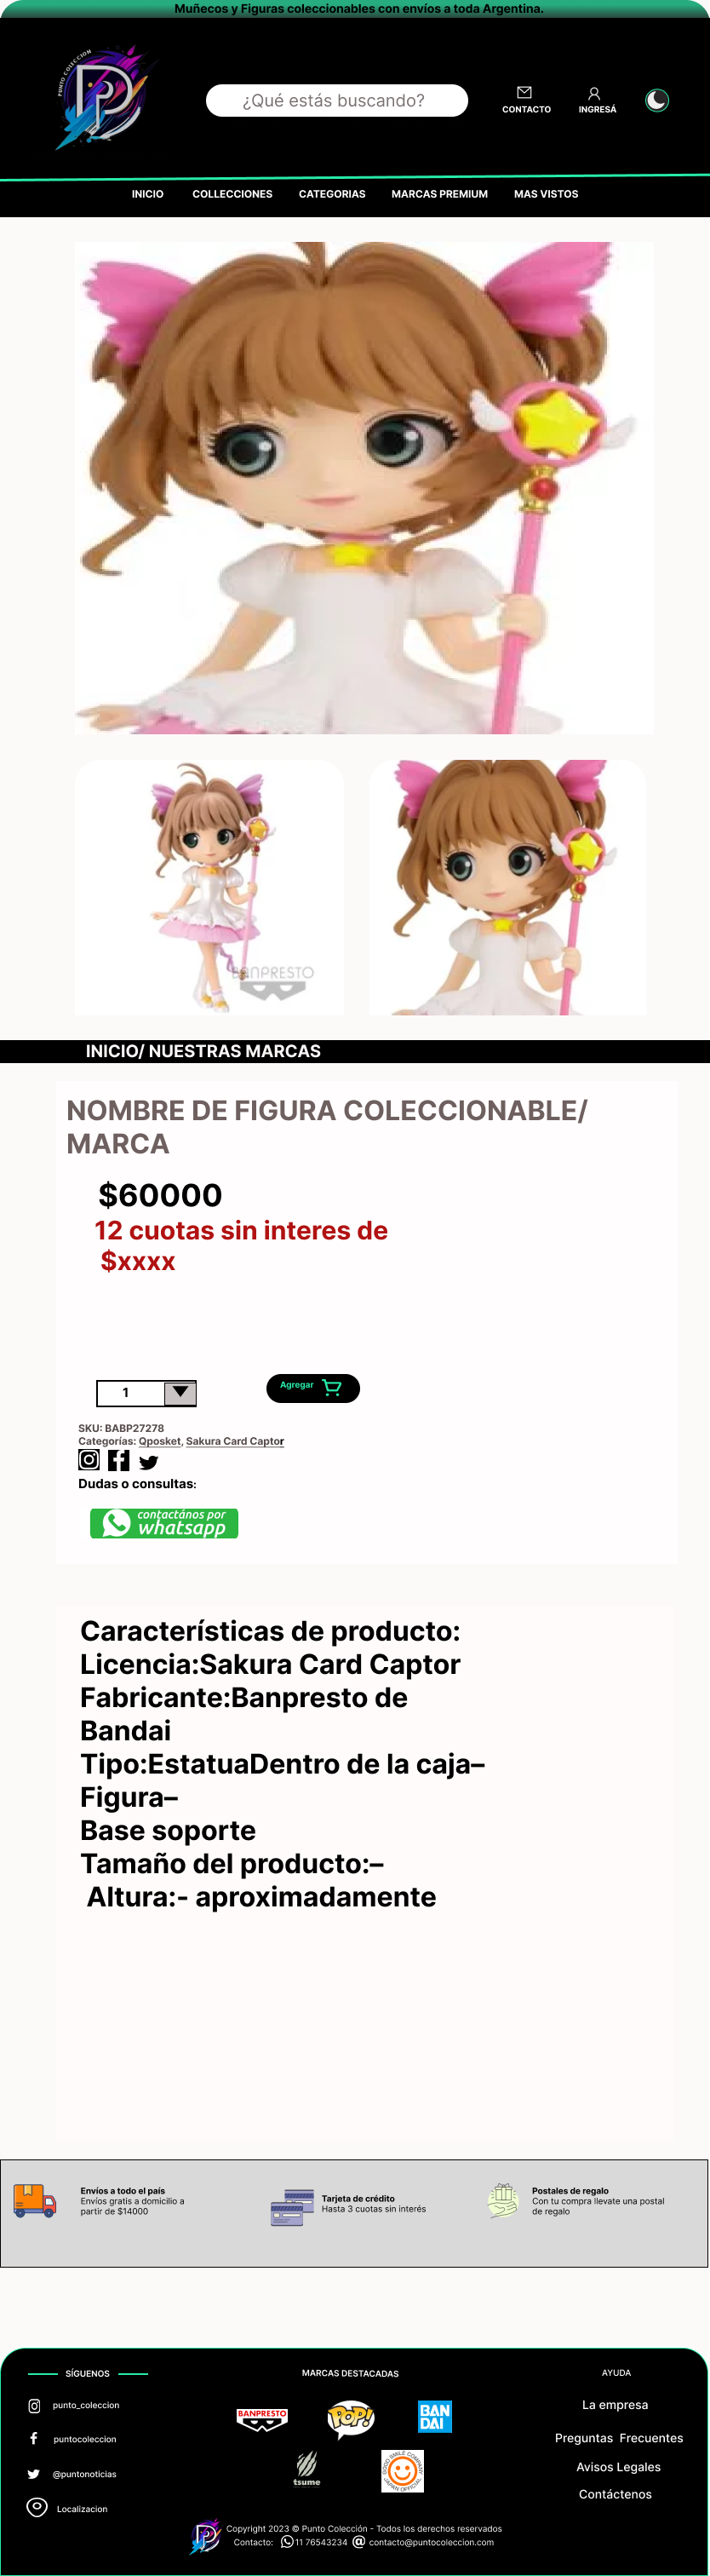 Muñecos y Figuras coleccionables con envíos a toda Argentina.
PUNTO COLECCION
¿Qué estás buscando?
CONTACTO
INGRESÁ
INICIO
COLLECCIONES
CATEGORIAS
MARCAS PREMIUM
MAS VISTOS
BANPRESTO
INICIO/ NUESTRAS MARCAS
NOMBRE DE FIGURA COLECCIONABLE/
MARCA
$60000
12 cuotas sin interes de
$xxxx
1
Agregar
SKU: BABP27278
Categorías: Qposket, Sakura Card Captor
Dudas o consultas:
contactános por
whatsapp
Características de producto:
Licencia:Sakura Card Captor
Fabricante:Banpresto de
Bandai
Tipo:EstatuaDentro de la caja–
Figura–
Base soporte
Tamaño del producto:–
Altura:- aproximadamente
Envíos a todo el país
Envíos gratis a domicilio a
partir de $14000
Tarjeta de crédito
Hasta 3 cuotas sin interés
Postales de regalo
Con tu compra llevate una postal
de regalo
SÍGUENOS
punto_coleccion
puntocoleccion
@puntonoticias
Localizacion
MARCAS DESTACADAS
BANPRESTO
POP!
BAN
DAI
tsume
GOOD SMILE COMPANY
JAPAN OFFICIAL
AYUDA
La empresa
Preguntas Frecuentes
Avisos Legales
Contáctenos
Copyright 2023 © Punto Colección - Todos los derechos reservados
Contacto: 11 76543234 @ contacto@puntocoleccion.com